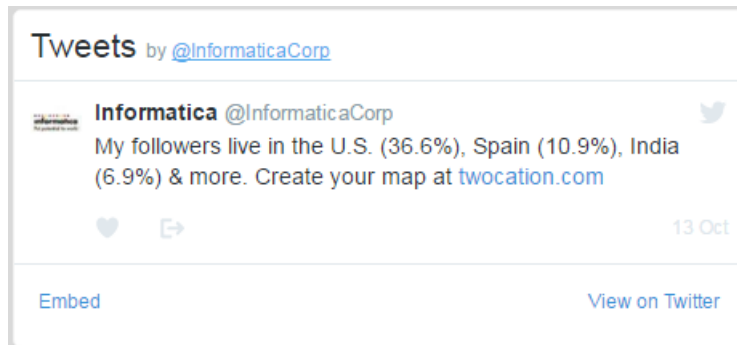 Tweets by @InformaticaCorp
Informatica @InformaticaCorp
My followers live in the U.S. (36.6%), Spain (10.9%), India
(6.9%) & more. Create your map at twocation.com
13 Oct
Embed
View on Twitter